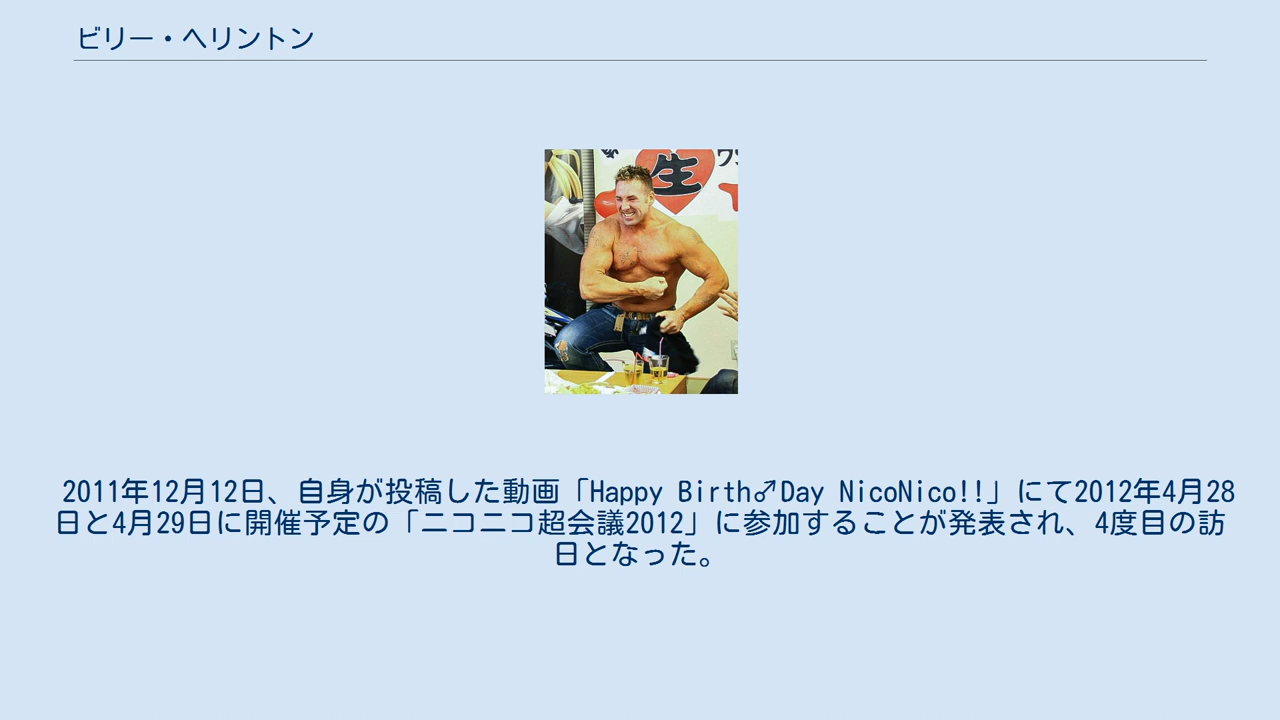 ビリー・ヘリントン
生
2011年12月12日、自身が投稿した動画「Happy Birth♂Day NicoNico!!」にて2012年4月28
日と4月29日に開催予定の「ニコニコ超会議2012」に参加することが発表され、4度目の訪
日となった。